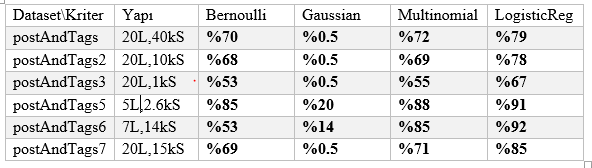 Dataset\Kriter Yapı Bernoulli Gaussian Multinomial LogisticReg
postAndTags 20L,40kS %70 %0.5 %72 %79
postAndTags2 20L,10kS %68 %0.5 %69 %78
postAndTags3 20L,1kS %53 %0.5 %55 %67
postAndTags5 5L,2.6kS %85 %20 %88 %91
postAndTags6 7L,14kS %53 %14 %85 %92
postAndTags7 20L,15kS %69 %0.5 %71 %85